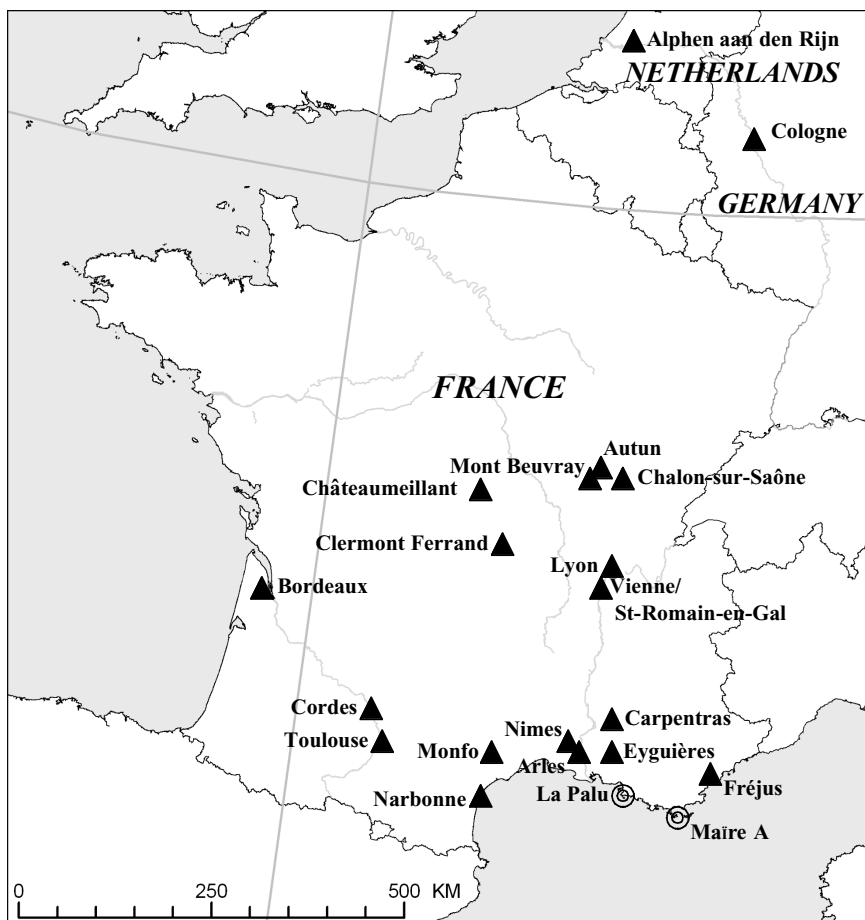 Alphen aan den Rijn
NETHERLANDS
Cologne
GERMANY
FRANCE
Autun
Mont Beuvray
Chalon-sur-Saône
Châteaumeillant
Clermont Ferrand
Lyon
Bordeaux
Vienne/
St-Romain-en-Gal
Cordes
Carpentras
Toulouse
Nimes
Monfo
Arles
Eyguières
Narbonne
La Palu
Fréjus
Maïre A
0 250 500 KM